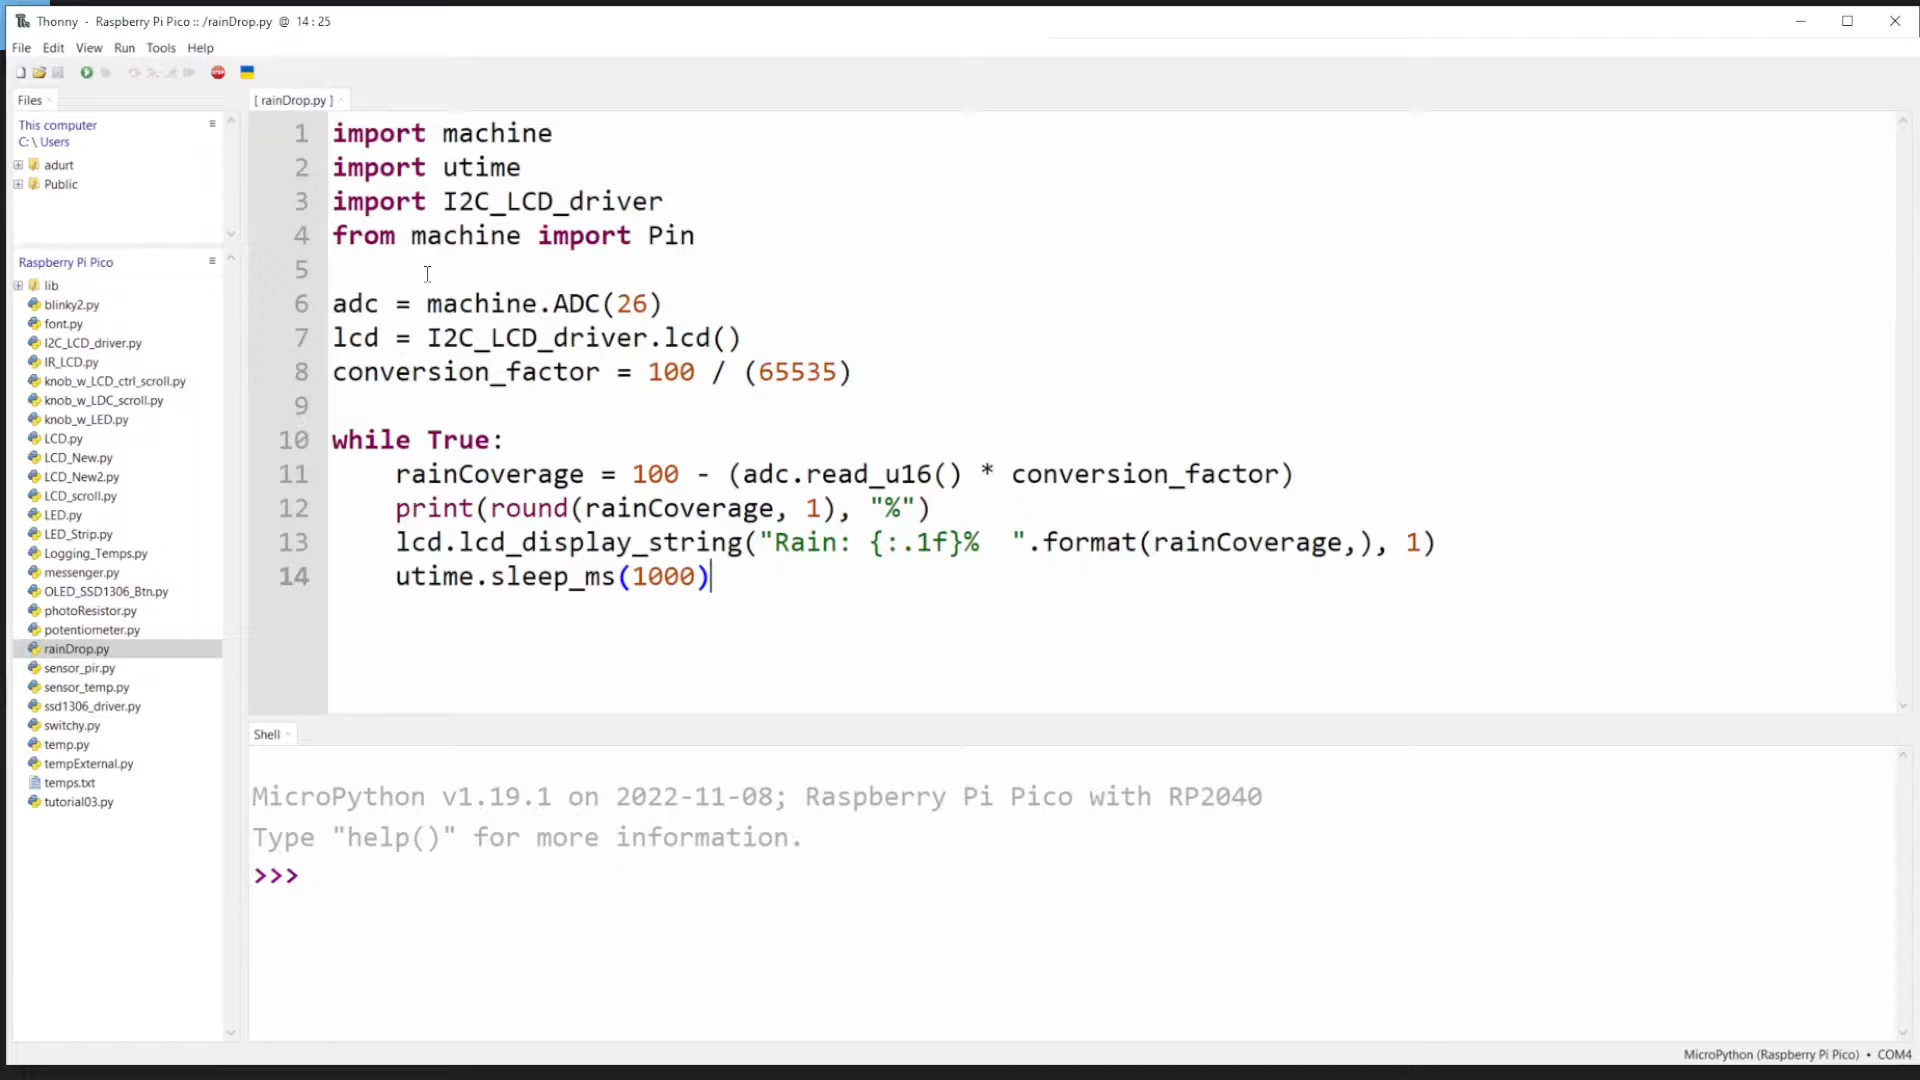 Thonny - Raspberry Pi Pico :: /rainDrop.py @ 14 : 25
File Edit View Run Tools Help
Files
[ rainDrop.py ]
This computer
C: \ Users
adurt
Public
Raspberry Pi Pico
lib
blinky2.py
font.py
I2C_LCD_driver.py
IR_LCD.py
knob_w_LCD_ctrl_scroll.py
knob_w_LDC_scroll.py
knob_w_LED.py
LCD.py
LCD_New.py
LCD_New2.py
LCD_scroll.py
LED.py
LED_Strip.py
Logging_Temps.py
messenger.py
OLED_SSD1306_Btn.py
photoResistor.py
potentiometer.py
rainDrop.py
sensor_pir.py
sensor_temp.py
ssd1306_driver.py
switchy.py
temp.py
tempExternal.py
temps.txt
tutorial03.py
1 import machine
2 import utime
3 import I2C_LCD_driver
4 from machine import Pin
5
6 adc = machine.ADC(26)
7 lcd = I2C_LCD_driver.lcd()
8 conversion_factor = 100 / (65535)
9
10 while True:
11     rainCoverage = 100 - (adc.read_u16() * conversion_factor)
12     print(round(rainCoverage, 1), "%")
13     lcd.lcd_display_string("Rain: {:.1f}%  ".format(rainCoverage,), 1)
14     utime.sleep_ms(1000)
Shell
MicroPython v1.19.1 on 2022-11-08; Raspberry Pi Pico with RP2040
Type "help()" for more information.
>>>
MicroPython (Raspberry Pi Pico) • COM4